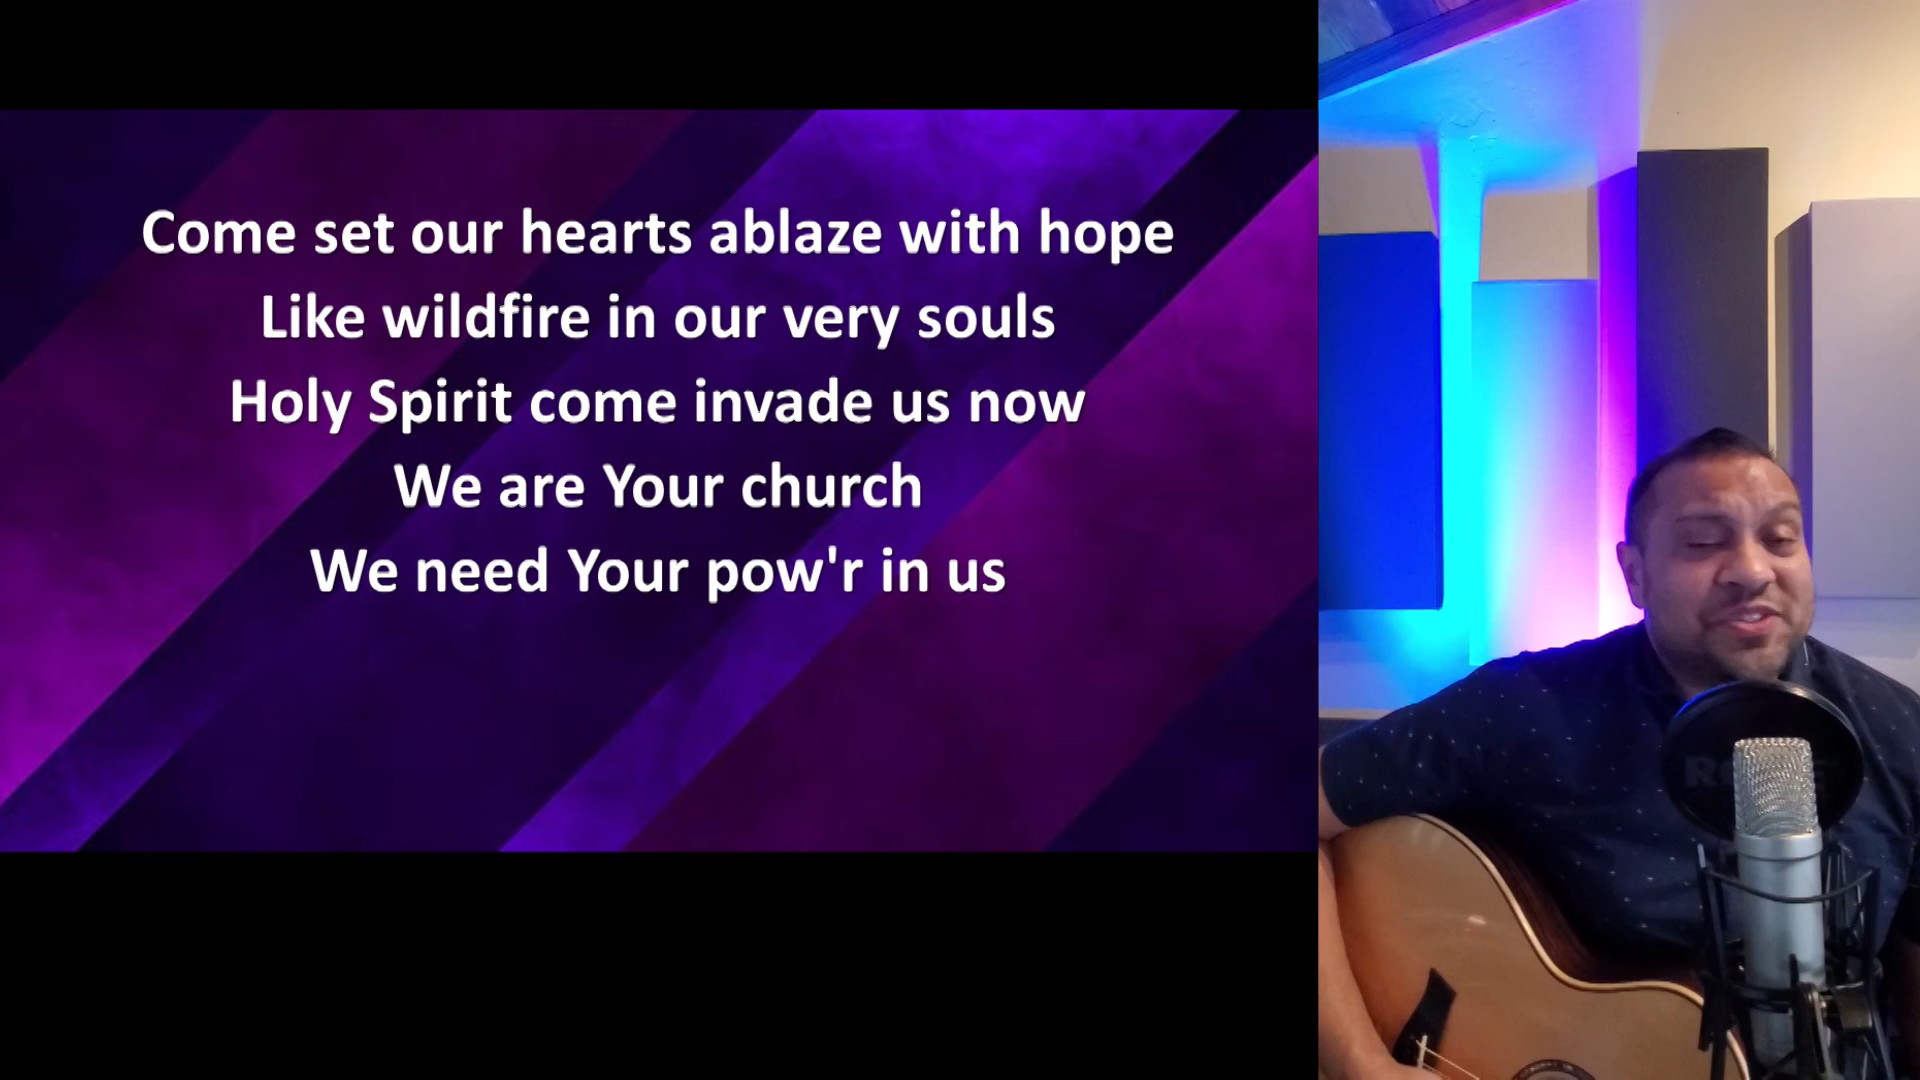 Come set our hearts ablaze with hope
Like wildfire in our very souls
Holy Spirit come invade us now
We are Your church
We need Your pow'r in us